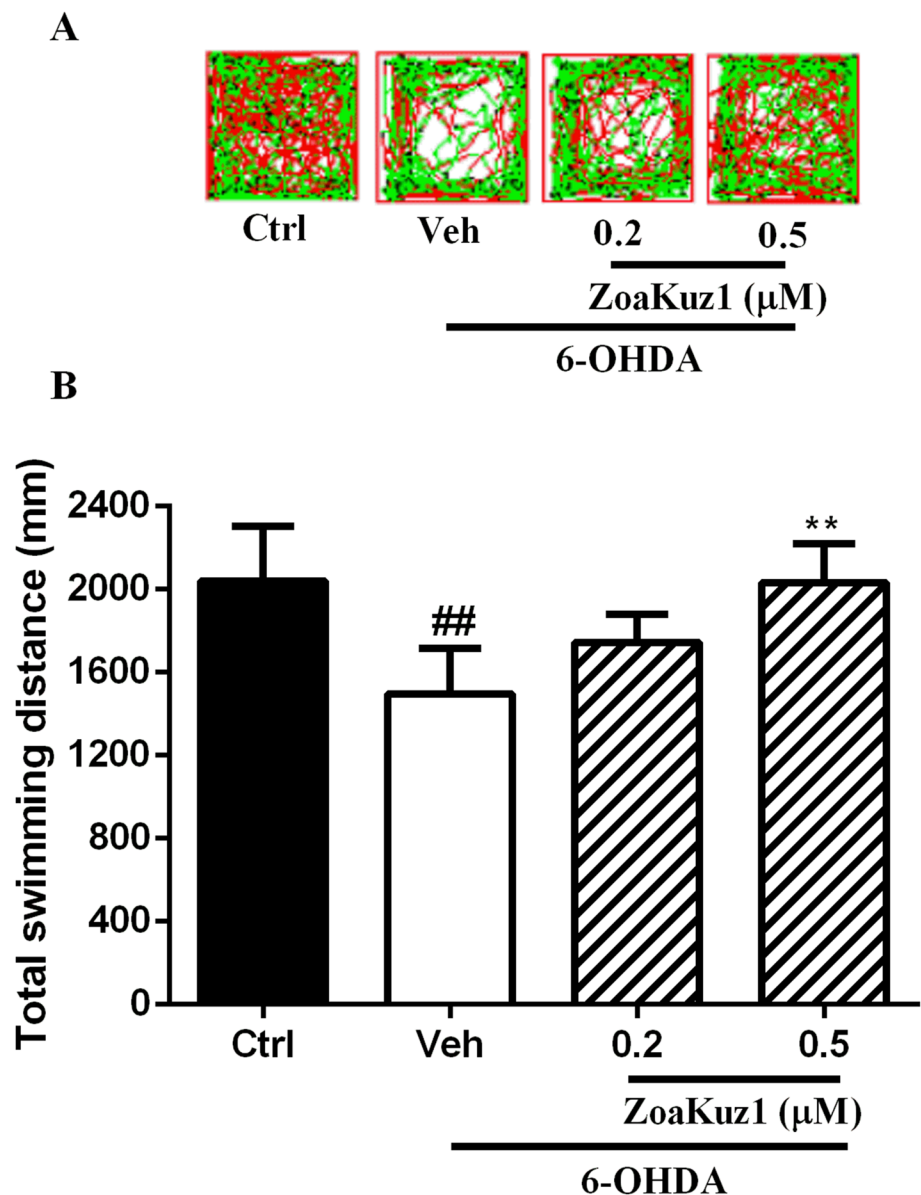 A
Ctrl Veh 0.2 0.5
ZoaKuz1 (μM)
6-OHDA
B
Total swimming distance (mm)
2400
**
2000
##
1600
1200
800
400
0
Ctrl Veh 0.2 0.5
ZoaKuz1 (μM)
6-OHDA